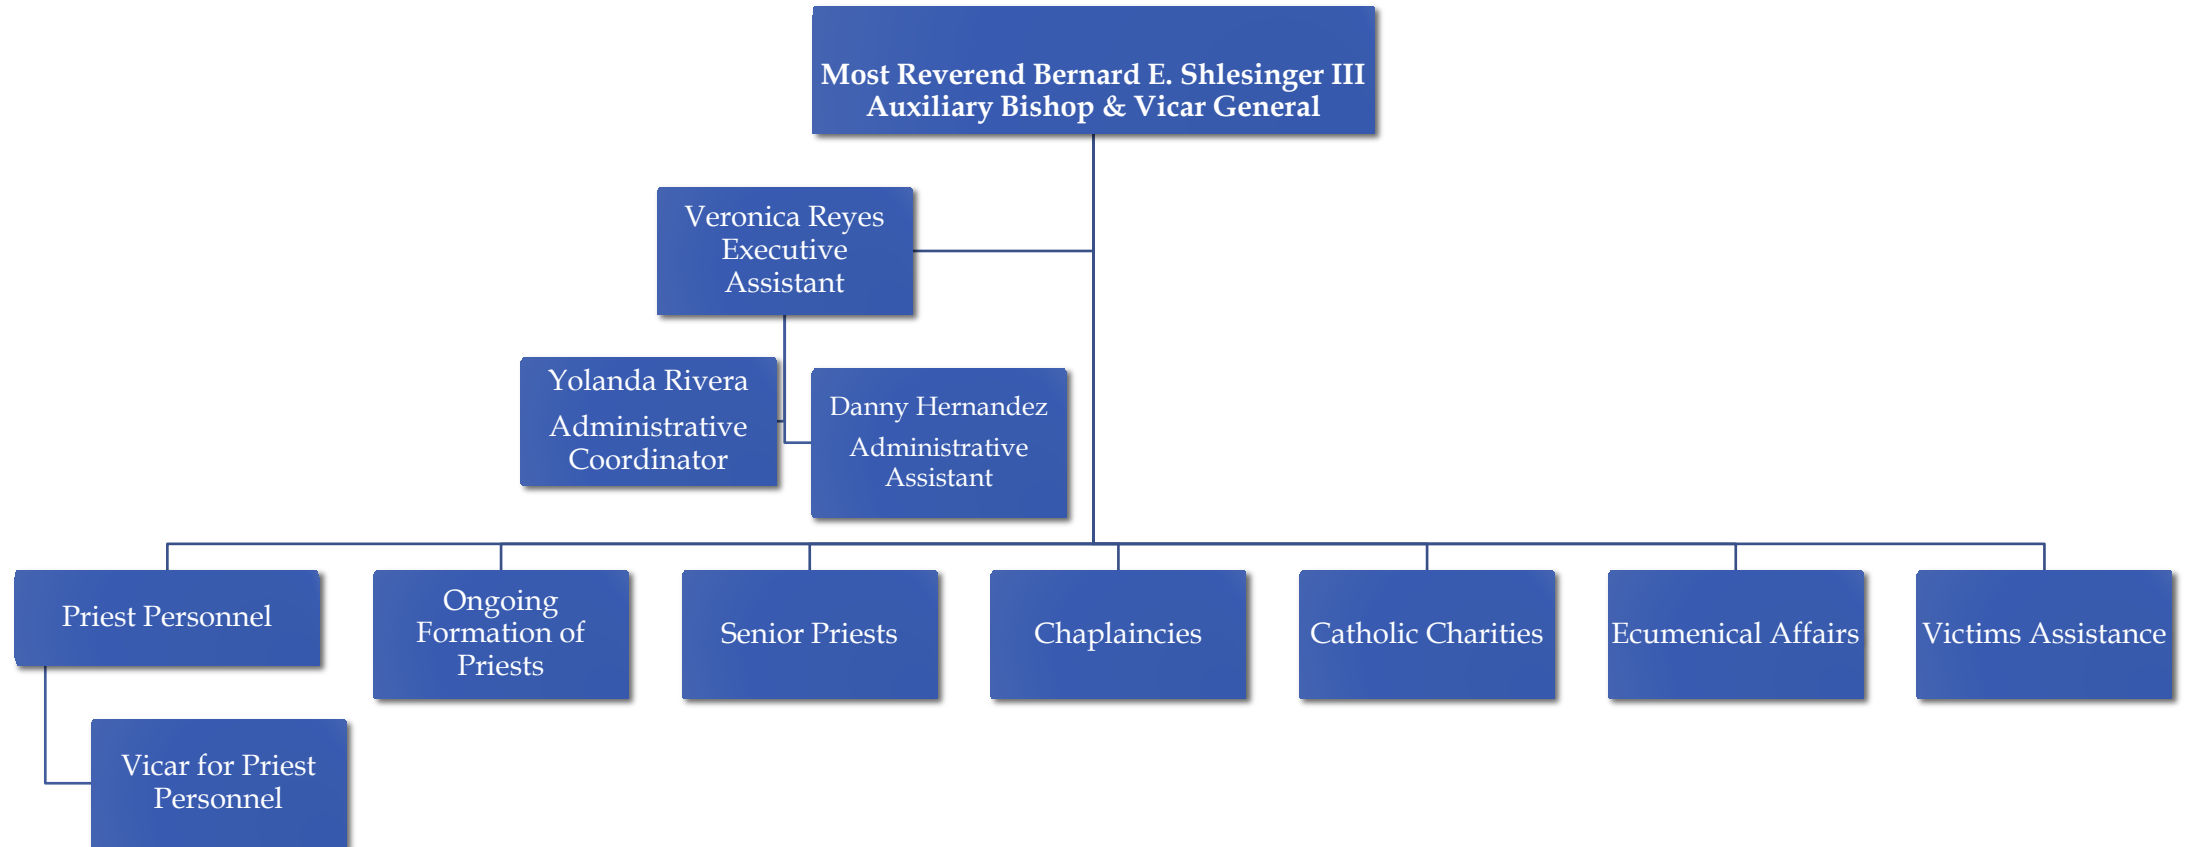 Most Reverend Bernard E. Shlesinger III
Auxiliary Bishop & Vicar General
Veronica Reyes
Executive
Assistant
Yolanda Rivera
Administrative
Coordinator
Danny Hernandez
Administrative
Assistant
Priest Personnel
Ongoing
Formation of
Priests
Senior Priests
Chaplaincies
Catholic Charities
Ecumenical Affairs
Victims Assistance
Vicar for Priest
Personnel